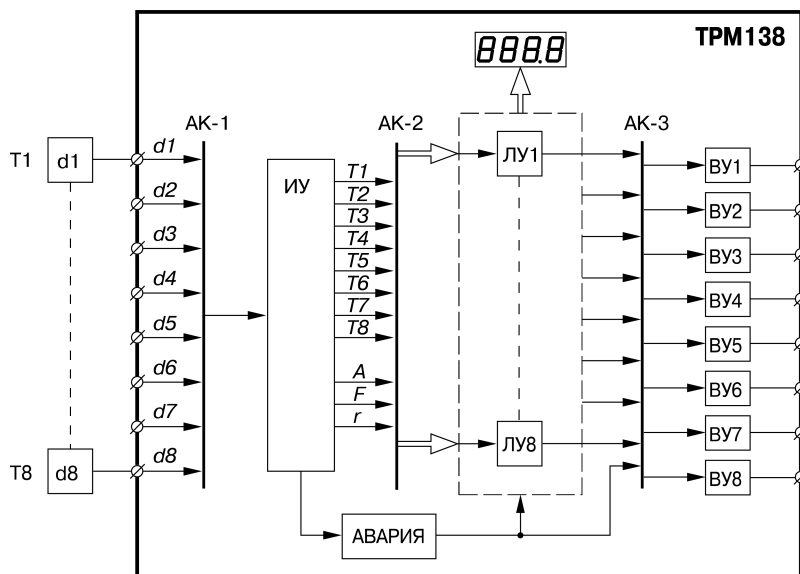 ТРМ138
888.8
АК-1
АК-2
АК-3
T1
d1
d1
d2
d3
d4
d5
d6
d7
T8
d8
d8
ИУ
T1
T2
T3
T4
T5
T6
T7
T8
A
F
r
ЛУ1
ЛУ8
ВУ1
ВУ2
ВУ3
ВУ4
ВУ5
ВУ6
ВУ7
ВУ8
АВАРИЯ